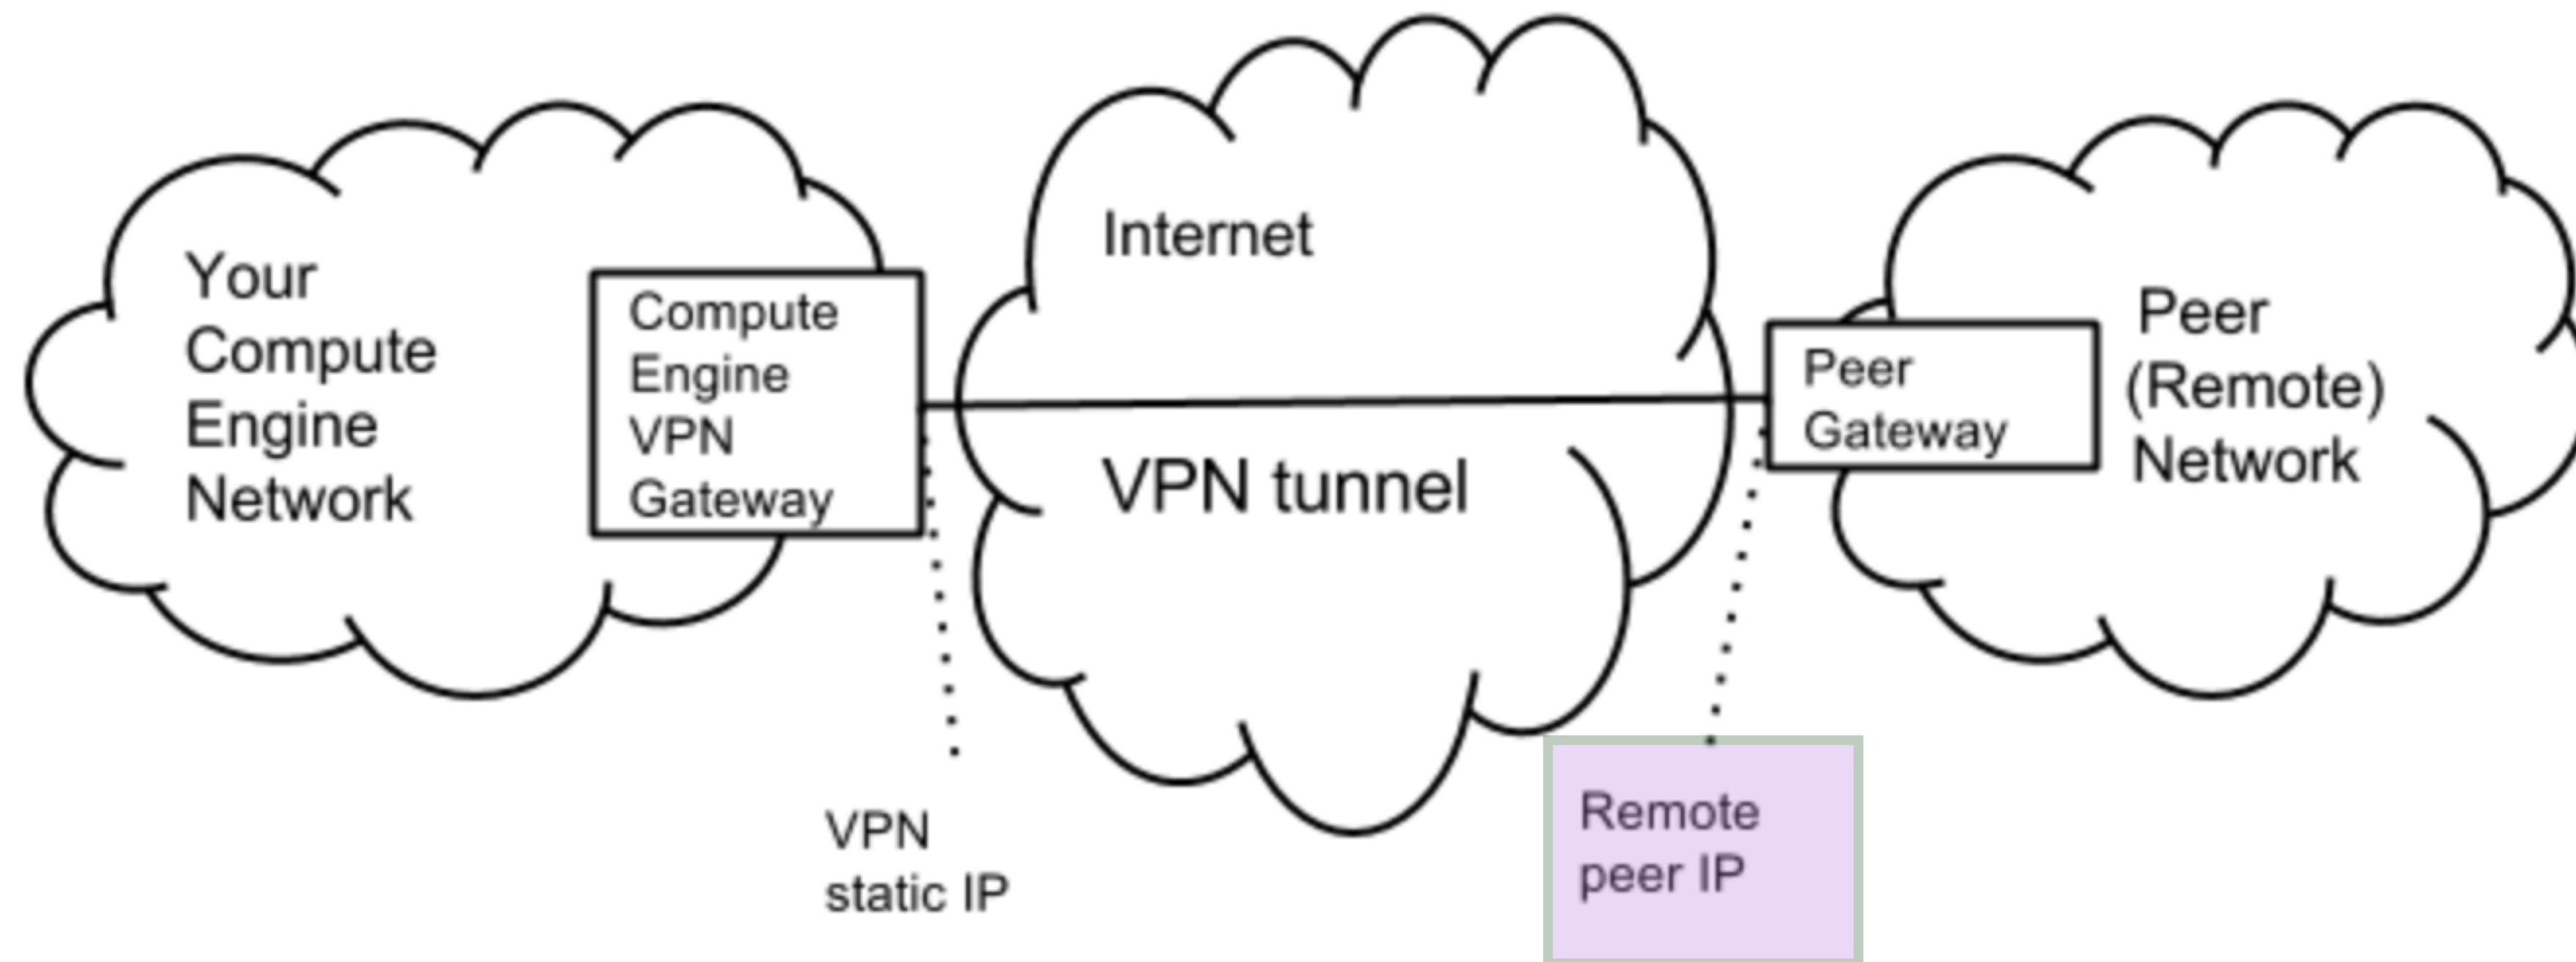 Your
Compute
Engine
Network
Compute
Engine
VPN
Gateway
Internet
VPN tunnel
Peer
Gateway
Peer
(Remote)
Network
VPN
static IP
Remote
peer IP